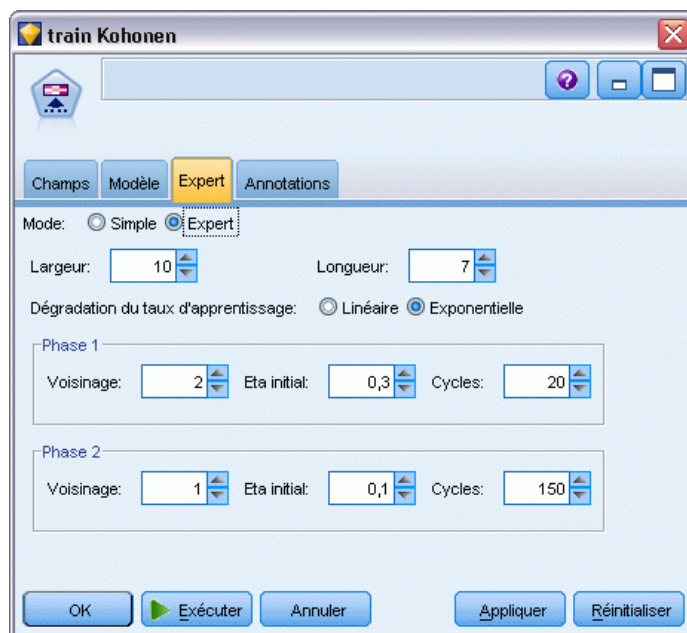 train Kohonen
Champs Modèle Expert Annotations
Mode: Simple Expert
Largeur: 10 Longueur: 7
Dégradation du taux d'apprentissage: Linéaire Exponentielle
Phase 1
Voisinage: 2 Eta initial: 0,3 Cycles: 20
Phase 2
Voisinage: 1 Eta initial: 0,1 Cycles: 150
OK Exécuter Annuler Appliquer Réinitialiser